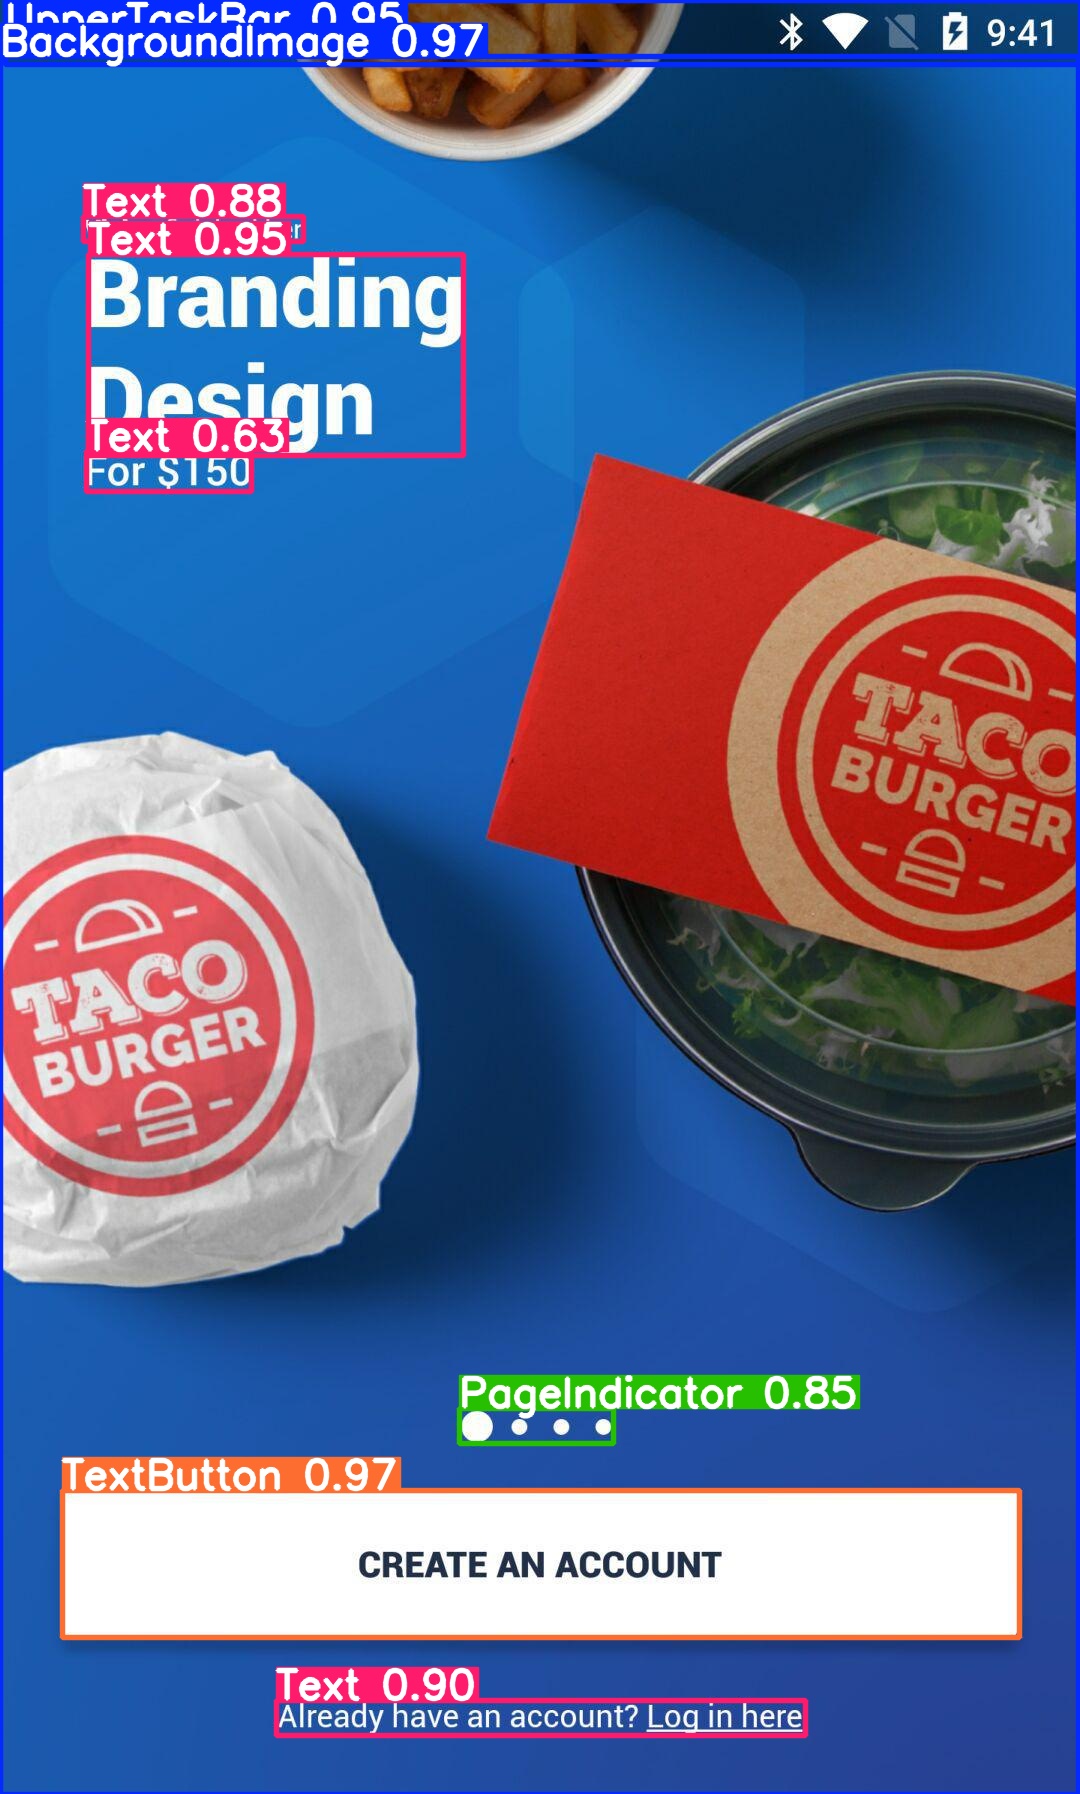 UpperTaskBar 0.95
BackgroundImage 0.97
9:41
Text 0.88
Text 0.95
Branding
Design
Text 0.63
For $150
TACO
BURGER
TACO
BURGER
PageIndicator 0.85
TextButton 0.97
CREATE AN ACCOUNT
Text 0.90
Already have an account? Log in here